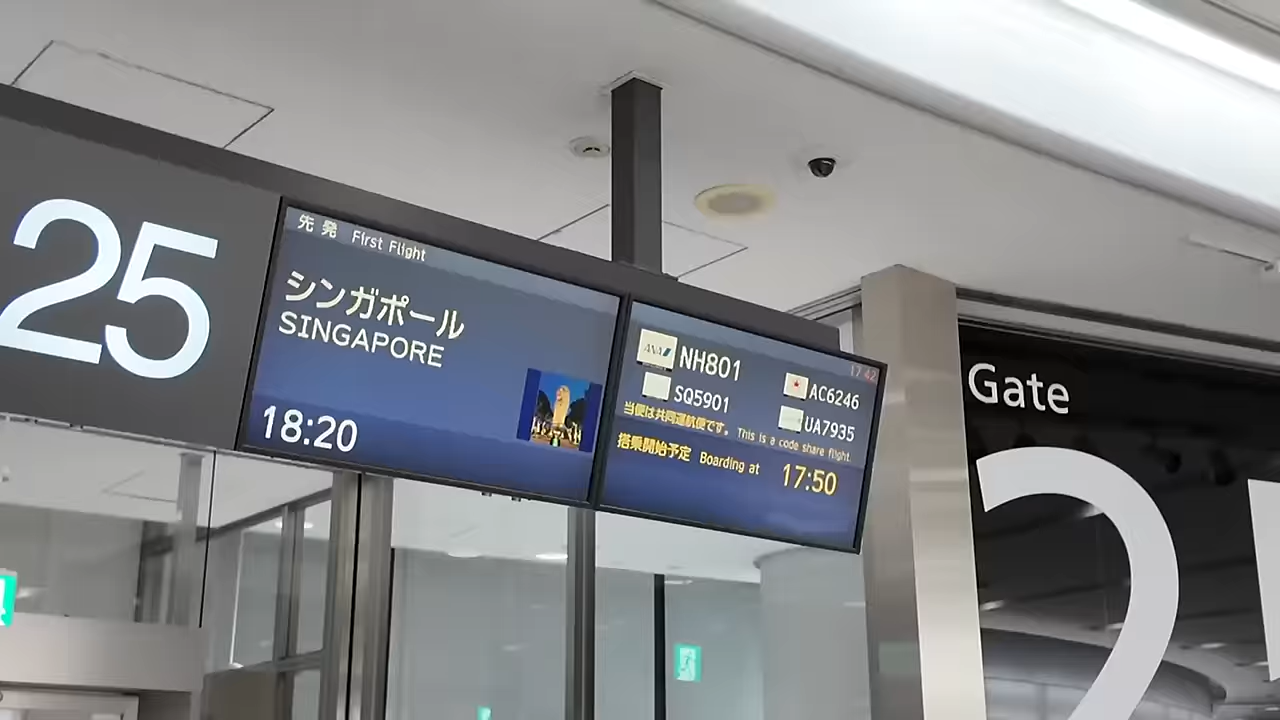 25
先発 First Flight
シンガポール
SINGAPORE
18:20
17:42
ANA NH801
AC6246
SQ5901
UA7935
当便は共同運航便です。 This is a code share flight.
搭乗開始予定 Boarding at 17:50
Gate
2